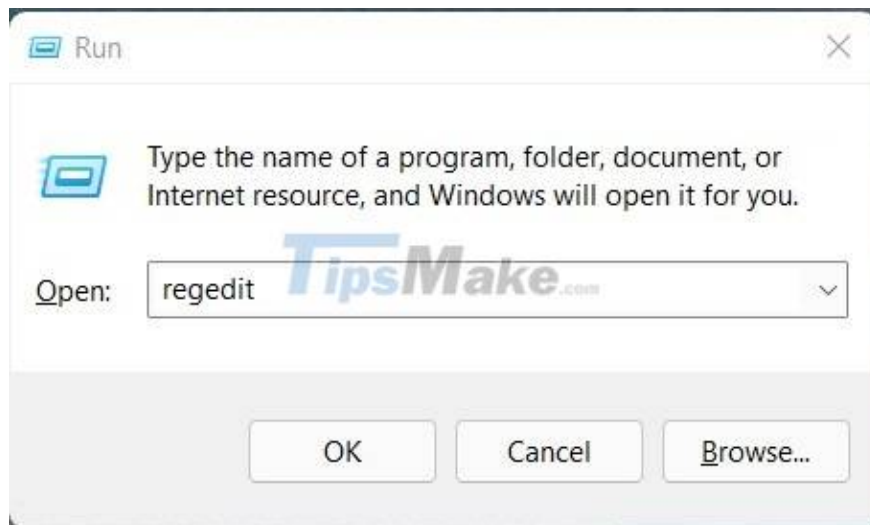 Run
Type the name of a program, folder, document, or
Internet resource, and Windows will open it for you.
TipsMake.com
Open: regedit
OK Cancel Browse...